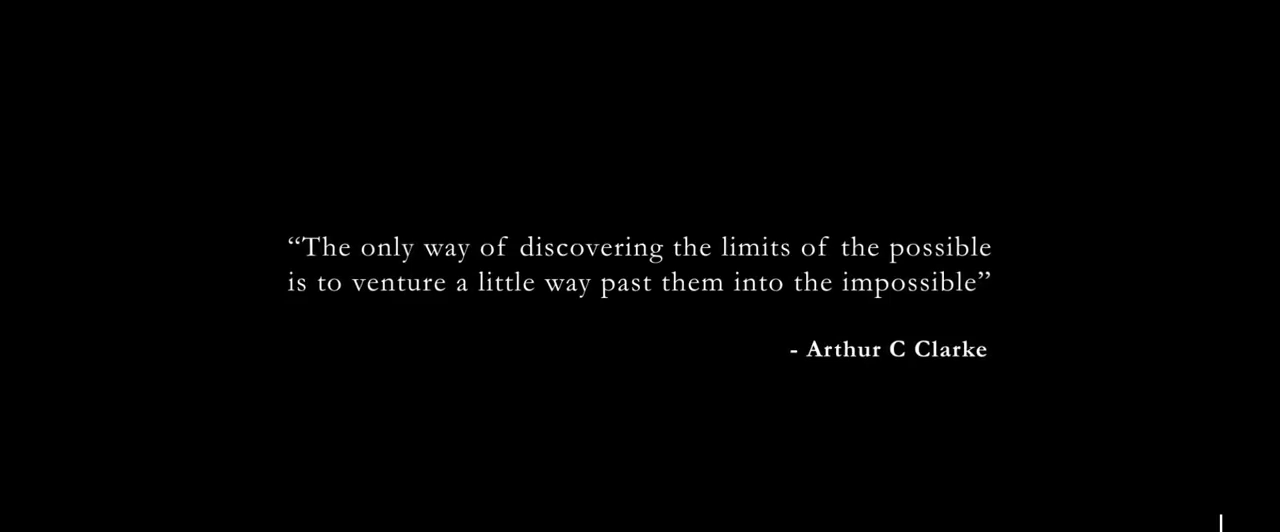 “The only way of discovering the limits of the possible
is to venture a little way past them into the impossible”
- Arthur C Clarke